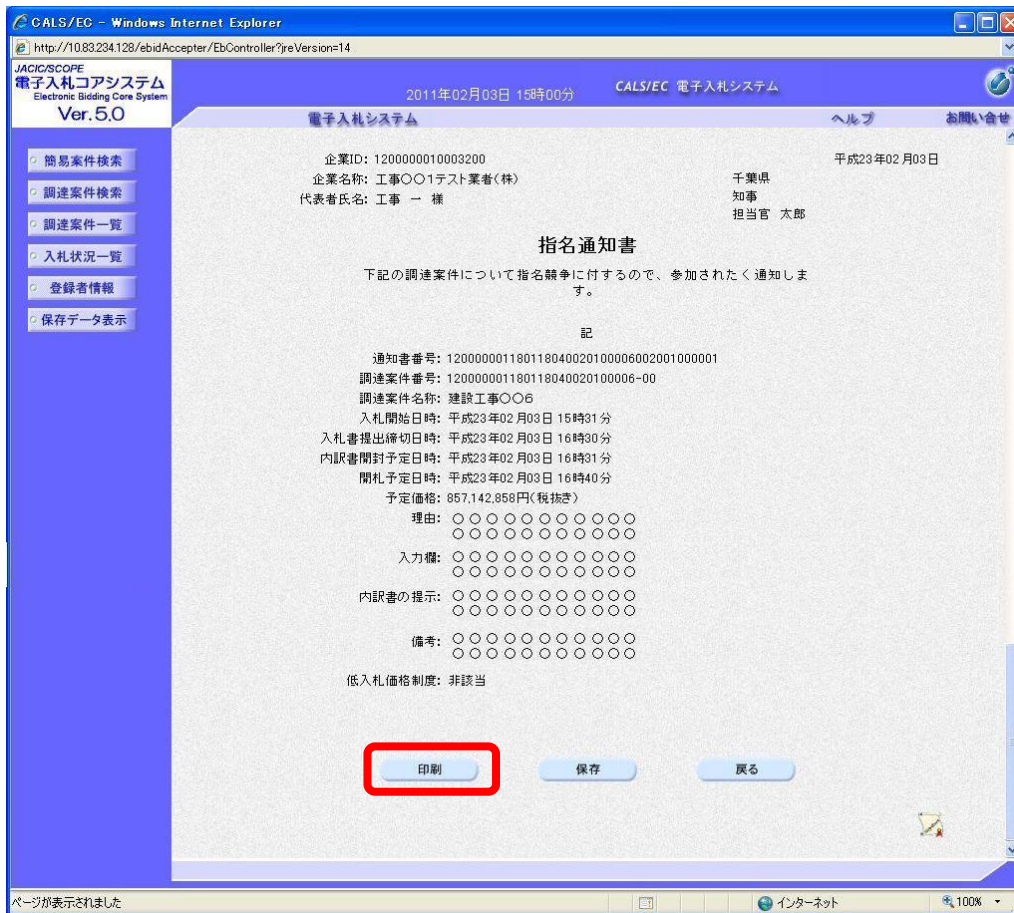 CALS/EC - Windows Internet Explorer
http://10.83.234.128/ebidAccepter/EbController?jreVersion=14
JACIC/SCOPE
電子入札コアシステム
Electronic Bidding Core System
Ver.5.0
2011年02月03日 15時00分
CALS/EC 電子入札システム
電子入札システム
ヘルプ
お問い合せ
簡易案件検索
調達案件検索
調達案件一覧
入札状況一覧
登録者情報
保存データ表示
企業ID: 1200000010003200
平成23年02月03日
企業名称: 工事〇〇1テスト業者(株)
千葉県
代表者氏名: 工事 一 様
知事
担当官 太郎
指名通知書
下記の調達案件について指名競争に付するので、参加されたく通知しま
す。
記
通知書番号: 1200000011801180400201000060020010​00001
調達案件番号: 120000001180118040020100006-00
調達案件名称: 建設工事〇〇6
入札開始日時: 平成23年02月03日 15時31分
入札書提出締切日時: 平成23年02月03日 16時30分
内訳書開封予定日時: 平成23年02月03日 16時31分
開札予定日時: 平成23年02月03日 16時40分
予定価格: 857,142,858円(税抜き)
理由: 〇〇〇〇〇〇〇〇〇〇〇
〇〇〇〇〇〇〇〇〇〇〇
入力欄: 〇〇〇〇〇〇〇〇〇〇〇
〇〇〇〇〇〇〇〇〇〇〇
内訳書の提示: 〇〇〇〇〇〇〇〇〇〇〇
〇〇〇〇〇〇〇〇〇〇〇
備考: 〇〇〇〇〇〇〇〇〇〇〇
〇〇〇〇〇〇〇〇〇〇〇
低入札価格制度: 非該当
印刷
保存
戻る
ページが表示されました
インターネット
100%